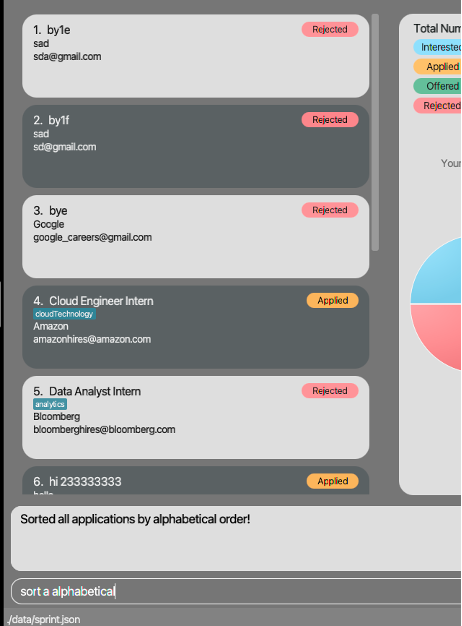 1. by1e
Rejected
sad
sda@gmail.com
2. by1f
Rejected
sad
sd@gmail.com
3. bye
Rejected
Google
google_careers@gmail.com
4. Cloud Engineer Intern
Applied
cloudTechnology
Amazon
amazonhires@amazon.com
5. Data Analyst Intern
Rejected
analytics
Bloomberg
bloomberghires@bloomberg.com
6. hi 233333333
Applied
Total Num
Interested
Applied
Offered
Rejected
Your
Sorted all applications by alphabetical order!
sort a alphabetical
./data/sprint.json